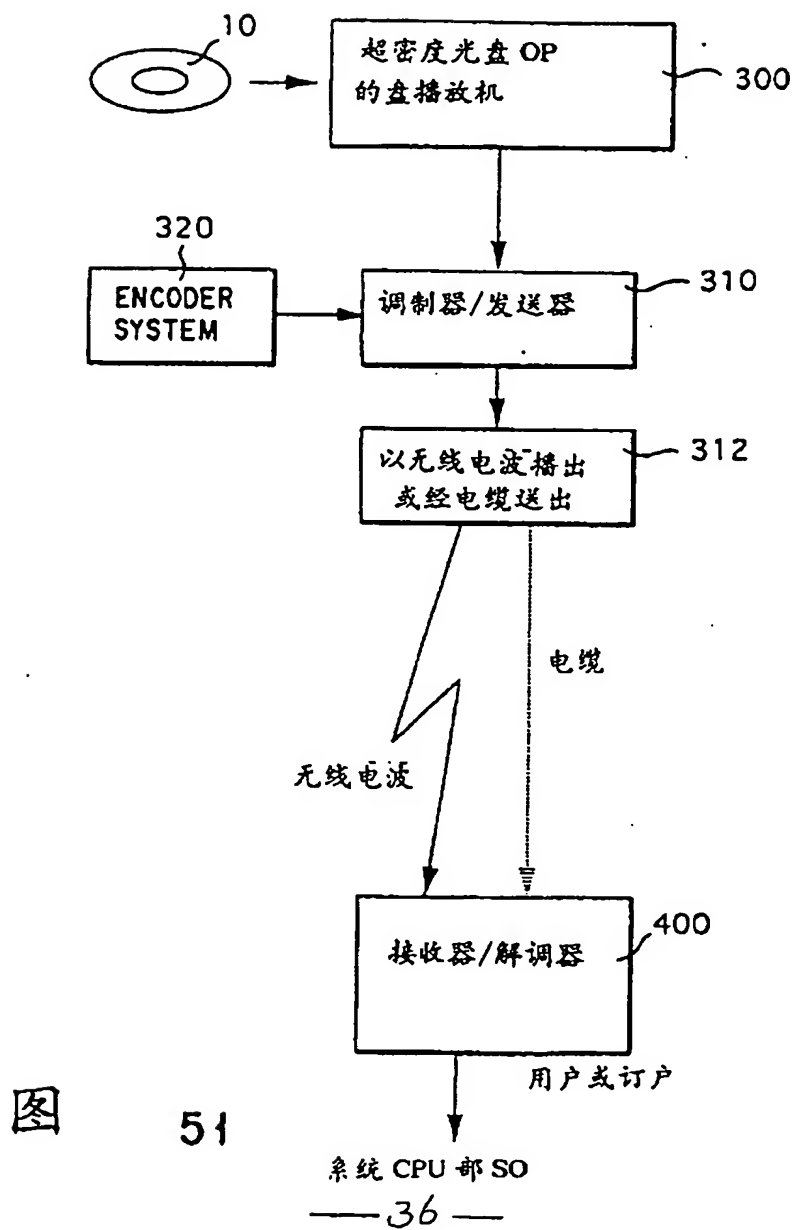 10
超密度光盘 OP
的盘播放机
300
320
ENCODER
SYSTEM
调制器/发送器
310
以无线电波播出
或经电缆送出
312
电缆
无线电波
接收器/解调器
400
用户或订户
系统 CPU 部 SO
图 51
— 36 —